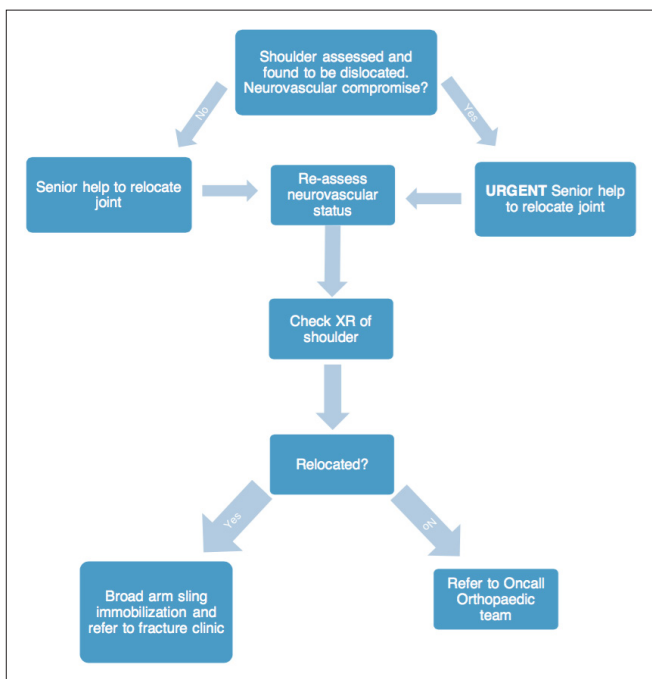 Shoulder assessed and
found to be dislocated.
Neurovascular compromise?
No
Yes
Senior help to relocate
joint
Re-assess
neurovascular
status
URGENT Senior help
to relocate joint
Check XR of
shoulder
Relocated?
Yes
No
Broad arm sling
immobilization and
refer to fracture clinic
Refer to Oncall
Orthopaedic
team